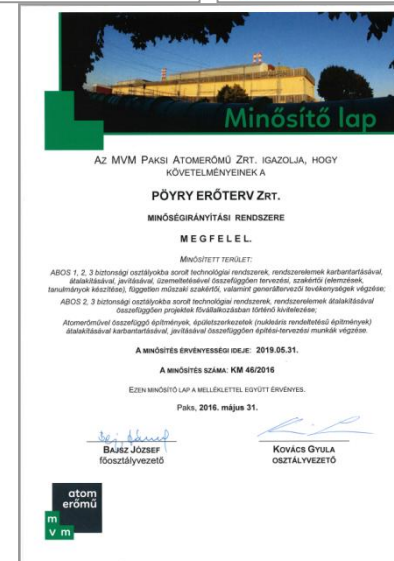 Minősítő lap
AZ MVM PAKSI ATOMERŐMŰ ZRT. IGAZOLJA, HOGY
KÖVETELMÉNYEINEK A
PÖYRY ERŐTERV ZRT.
MINŐSÉGIRÁNYÍTÁSI RENDSZERE
MEGFELEL.
MINŐSÍTETT TERÜLET:
ABOS 1, 2, 3 biztonsági osztályokba sorolt technológiai rendszerek, rendszerelemek karbantartásával,
átalakításával, javításával, üzemeltetésével összefüggően tervezési, szakértői (elemzések,
tanulmányok készítése), független műszaki szakértői, valamint generáltervezői tevékenységek végzése;
ABOS 2, 3 biztonsági osztályokba sorolt technológiai rendszerek, rendszerelemek átalakításával
összefüggően projektek fővállalkozásban történő kivitelezése;
Atomerőművel összefüggő építmények, épületszerkezetek (nukleáris rendeltetésű építmények)
átalakításával karbantartásával, javításával összefüggően építési-tervezési munkák végzése.
A MINŐSÍTÉS ÉRVÉNYESSÉGI IDEJE: 2019.05.31.
A MINŐSÍTÉS SZÁMA: KM 46/2016
EZEN MINŐSÍTŐ LAP A MELLÉKLETTEL EGYÜTT ÉRVÉNYES.
Paks, 2016. május 31.
BAJSZ JÓZSEF
főosztályvezető
KOVÁCS GYULA
OSZTÁLYVEZETŐ
atom
erőmű
m
v m